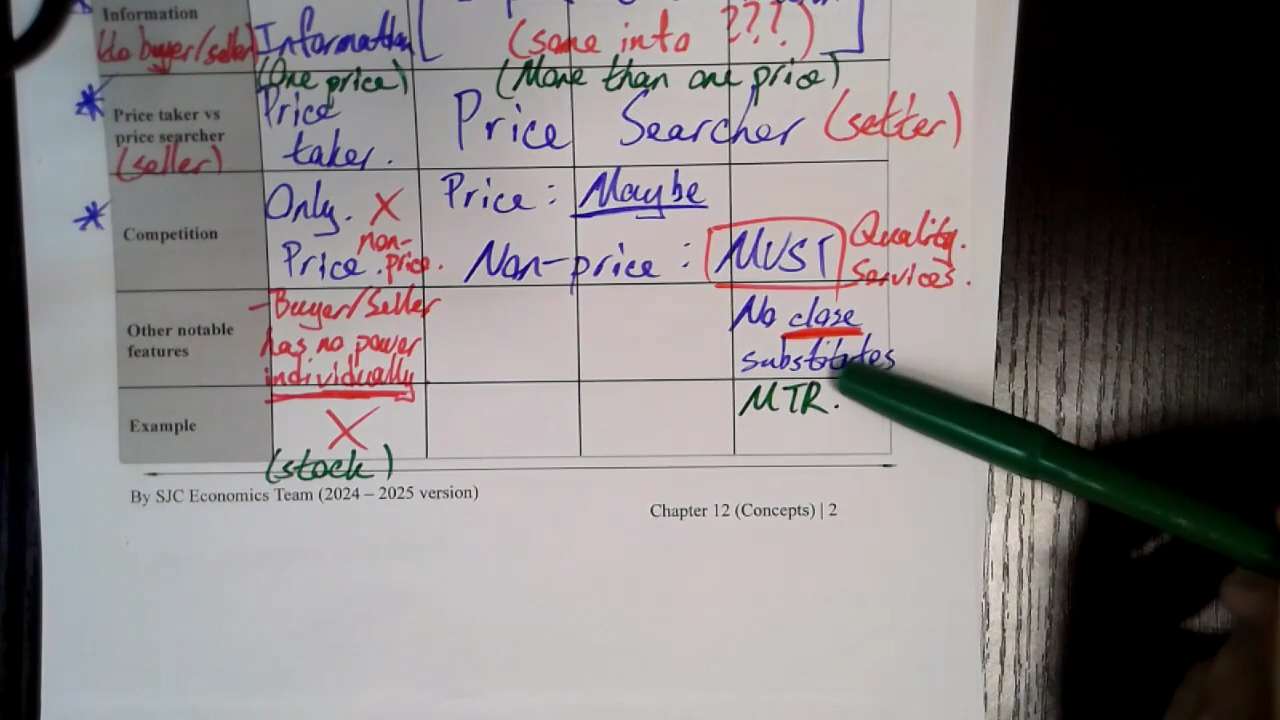 Information
to buyer/seller
Information
(some info ???)
(One price)
(More than one price)
Price taker vs
price searcher
(seller)
Price
taker.
Price Searcher (setter)
Competition
Only. X
Price. non-
price.
Price : Maybe
Non-price : MUST
Quality.
Services.
Other notable
features
- Buyer/Seller
has no power
individually
No close
substitutes
Example
X
(stock)
MTR.
By SJC Economics Team (2024 – 2025 version)
Chapter 12 (Concepts) | 2